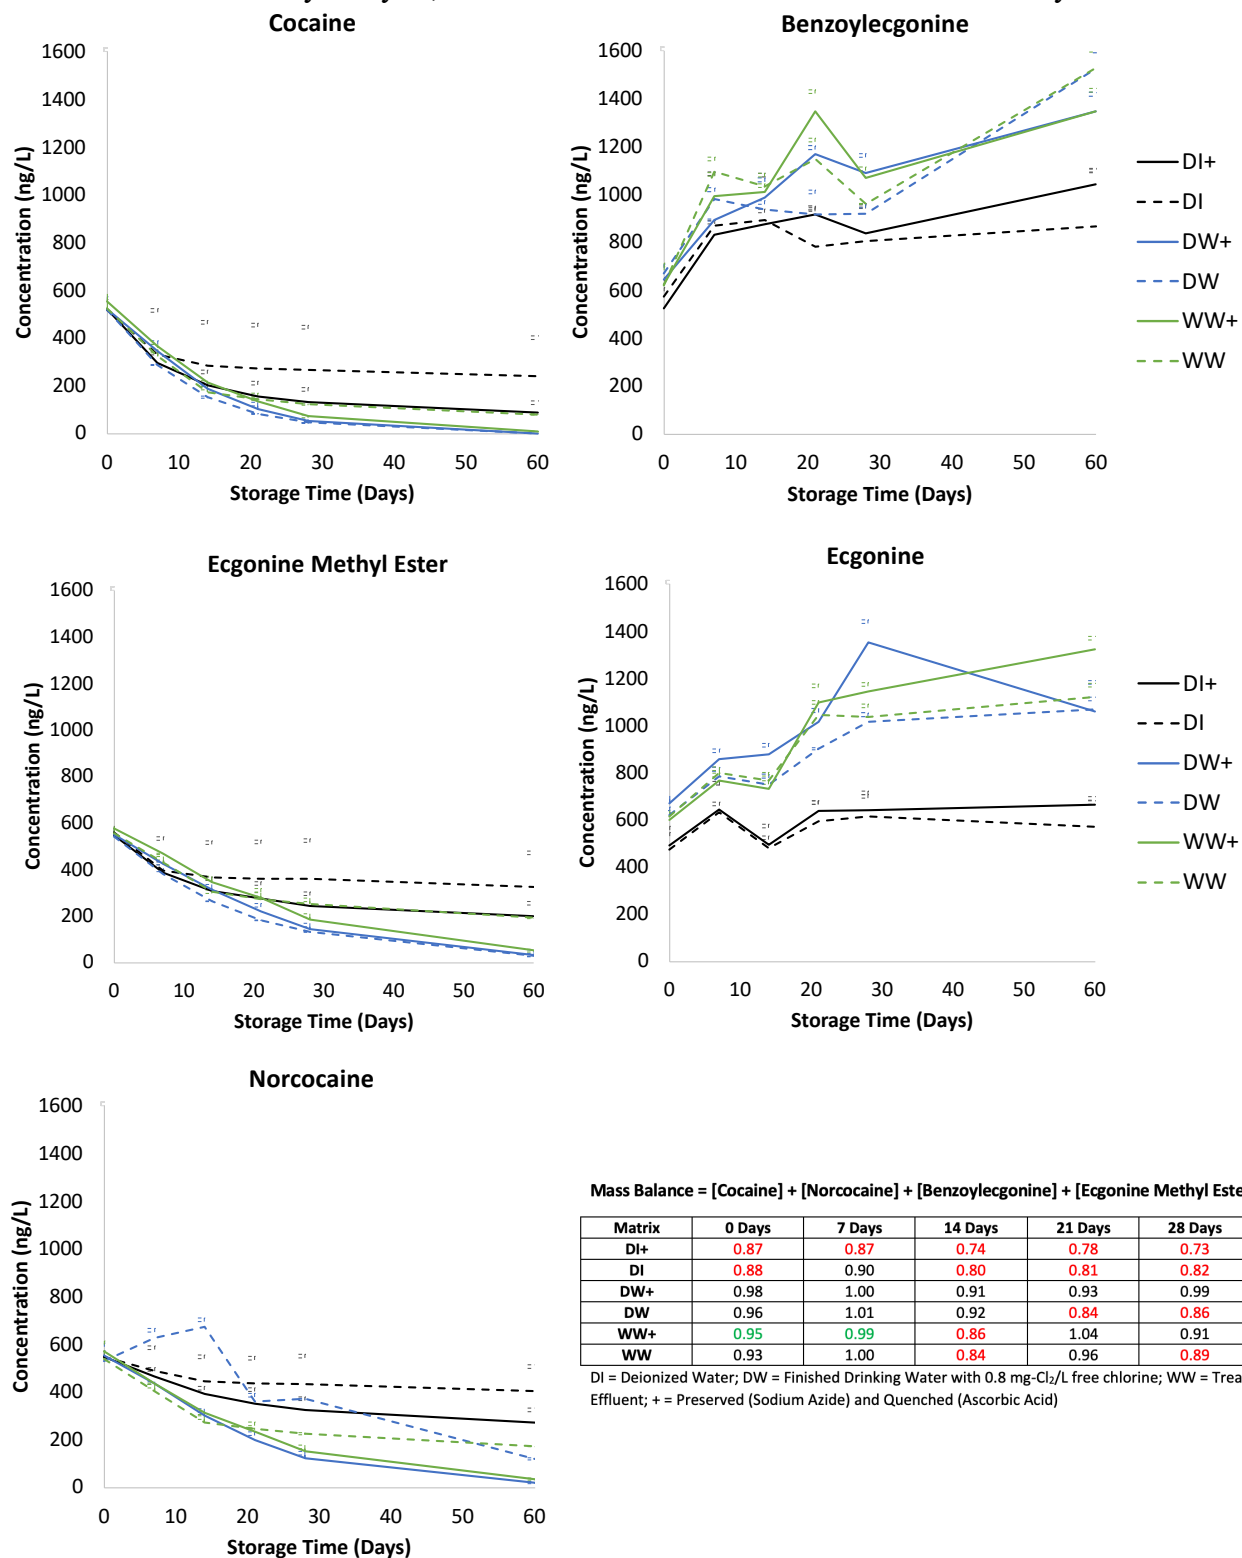 Cocaine
1600
1400
1200
1000
800
600
400
200
0
0 10 20 30 40 50 60
Concentration (ng/L)
Storage Time (Days)
Benzoylecgonine
1600
1400
1200
1000
800
600
400
200
0
0 10 20 30 40 50 60
Concentration (ng/L)
Storage Time (Days)
DI+
DI
DW+
DW
WW+
WW
Ecgonine Methyl Ester
1600
1400
1200
1000
800
600
400
200
0
0 10 20 30 40 50 60
Concentration (ng/L)
Storage Time (Days)
Ecgonine
1600
1400
1200
1000
800
600
400
200
0
0 10 20 30 40 50 60
Concentration (ng/L)
Storage Time (Days)
DI+
DI
DW+
DW
WW+
WW
Norcocaine
1600
1400
1200
1000
800
600
400
200
0
0 10 20 30 40 50 60
Concentration (ng/L)
Storage Time (Days)
Mass Balance = [Cocaine] + [Norcocaine] + [Benzoylecgonine] + [Ecgonine Methyl Este
Matrix 0 Days 7 Days 14 Days 21 Days 28 Days
DI+ 0.87 0.87 0.74 0.78 0.73
DI 0.88 0.90 0.80 0.81 0.82
DW+ 0.98 1.00 0.91 0.93 0.99
DW 0.96 1.01 0.92 0.84 0.86
WW+ 0.95 0.99 0.86 1.04 0.91
WW 0.93 1.00 0.84 0.96 0.89
DI = Deionized Water; DW = Finished Drinking Water with 0.8 mg-Cl₂/L free chlorine; WW = Trea
Effluent; + = Preserved (Sodium Azide) and Quenched (Ascorbic Acid)